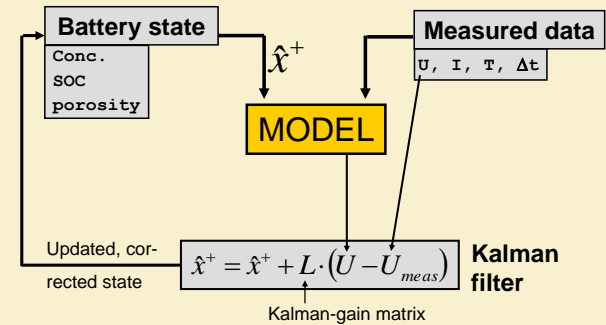 Battery state
Conc.
SOC
porosity
x̂⁺
Measured data
U, I, T, Δt
MODEL
Updated, cor-
rected state
x̂⁺ = x̂⁺ + L·(U − U_meas)
Kalman
filter
Kalman-gain matrix